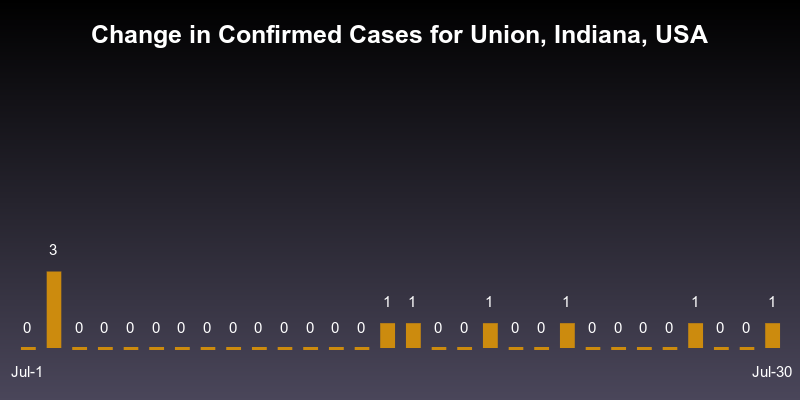 Change in Confirmed Cases for Union, Indiana, USA
3
1 1 1 1 1 1
0 0 0 0 0 0 0 0 0 0 0 0 0 0 0 0 0 0 0 0 0 0 0
Jul-1 Jul-30